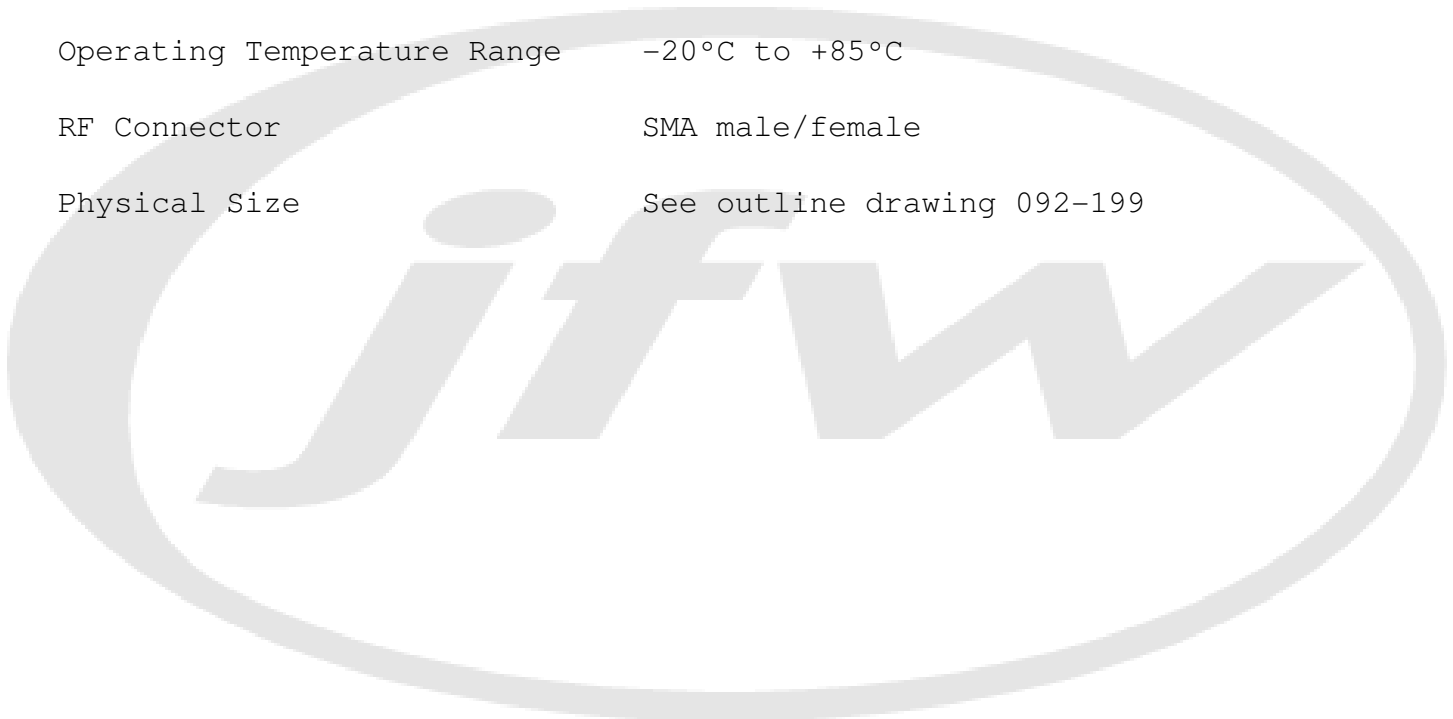 Operating Temperature Range -20°C to +85°C
RF Connector SMA male/female
Physical Size See outline drawing 092-199
jfw